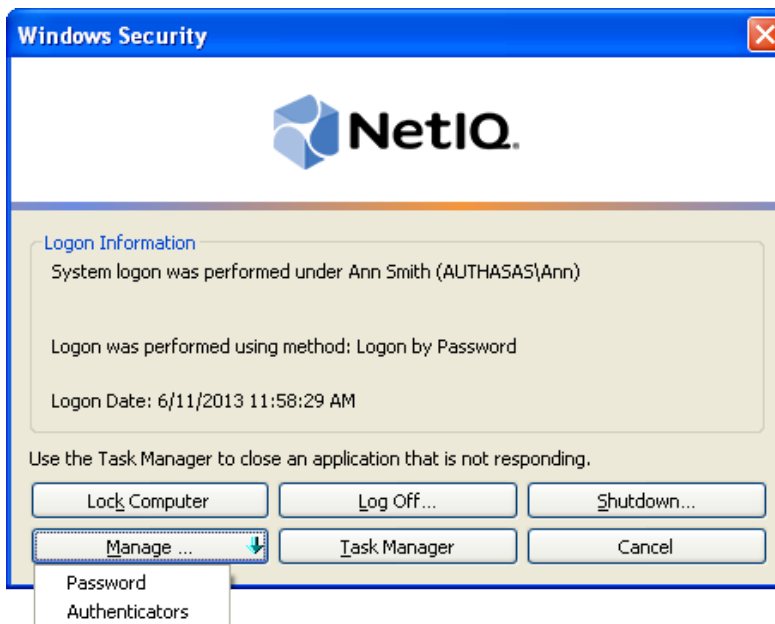 Windows Security
NetIQ.
Logon Information
System logon was performed under Ann Smith (AUTHASAS\Ann)
Logon was performed using method: Logon by Password
Logon Date: 6/11/2013 11:58:29 AM
Use the Task Manager to close an application that is not responding.
Lock Computer Log Off... Shutdown...
Manage ... Task Manager Cancel
Password
Authenticators